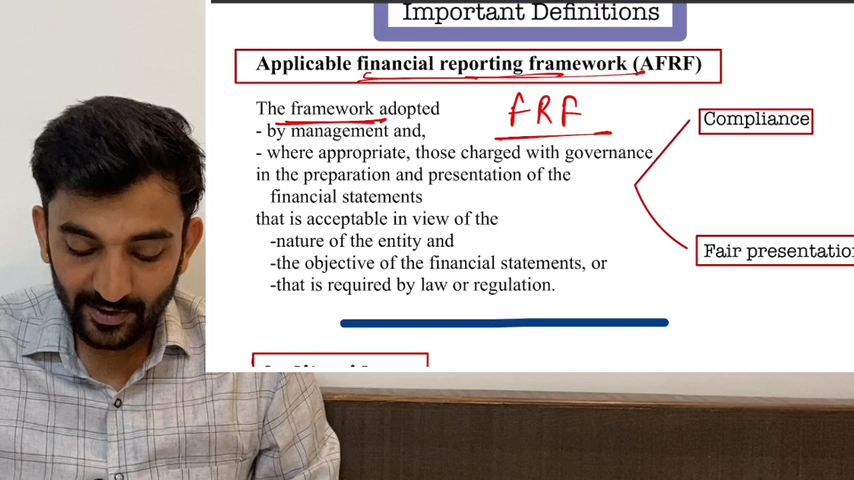 Important Definitions
Applicable financial reporting framework (AFRF)
The framework adopted
FRF
- by management and,
- where appropriate, those charged with governance
in the preparation and presentation of the
financial statements
that is acceptable in view of the
-nature of the entity and
-the objective of the financial statements, or
-that is required by law or regulation.
Compliance
Fair presentation